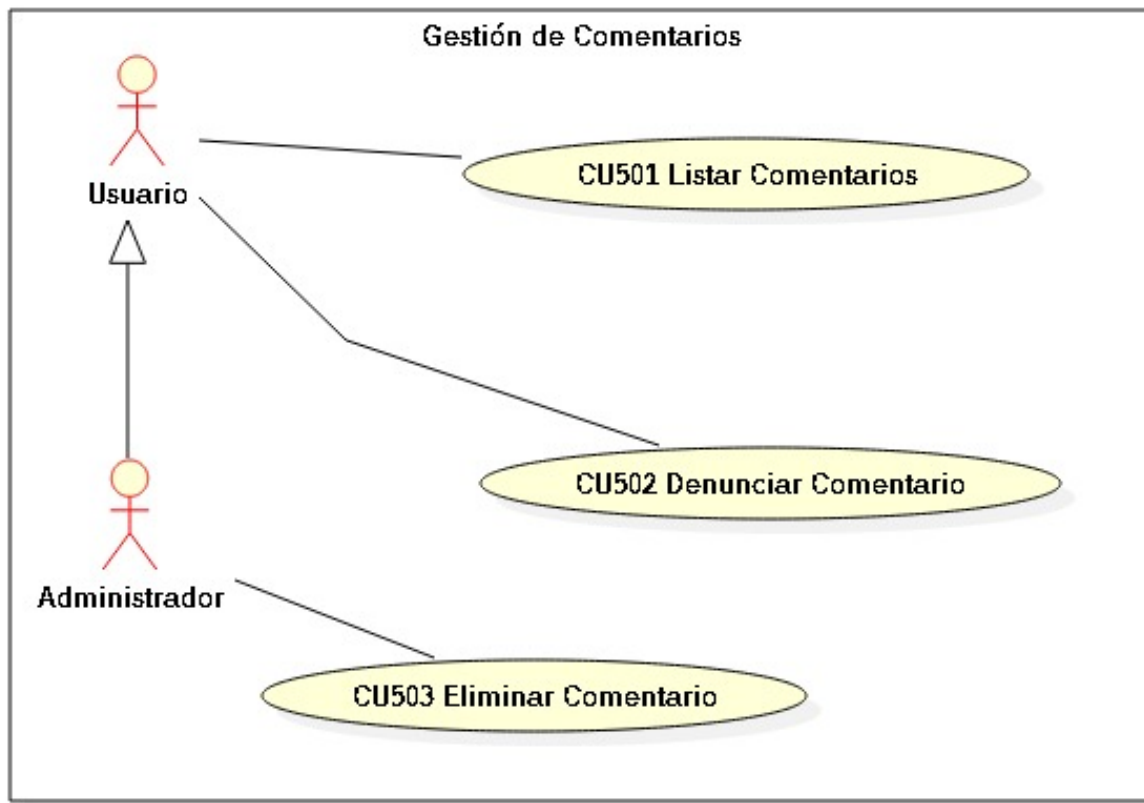 Gestión de Comentarios
Usuario
CU501 Listar Comentarios
CU502 Denunciar Comentario
Administrador
CU503 Eliminar Comentario